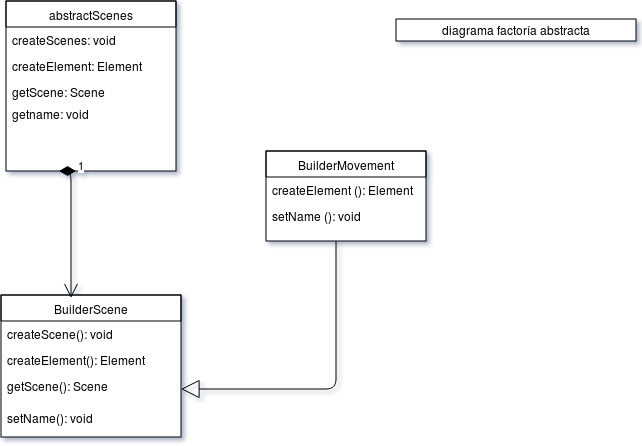 abstractScenes
createScenes: void
createElement: Element
getScene: Scene
getname: void
1
diagrama factoría abstracta
BuilderMovement
createElement (): Element
setName (): void
BuilderScene
createScene(): void
createElement(): Element
getScene(): Scene
setName(): void